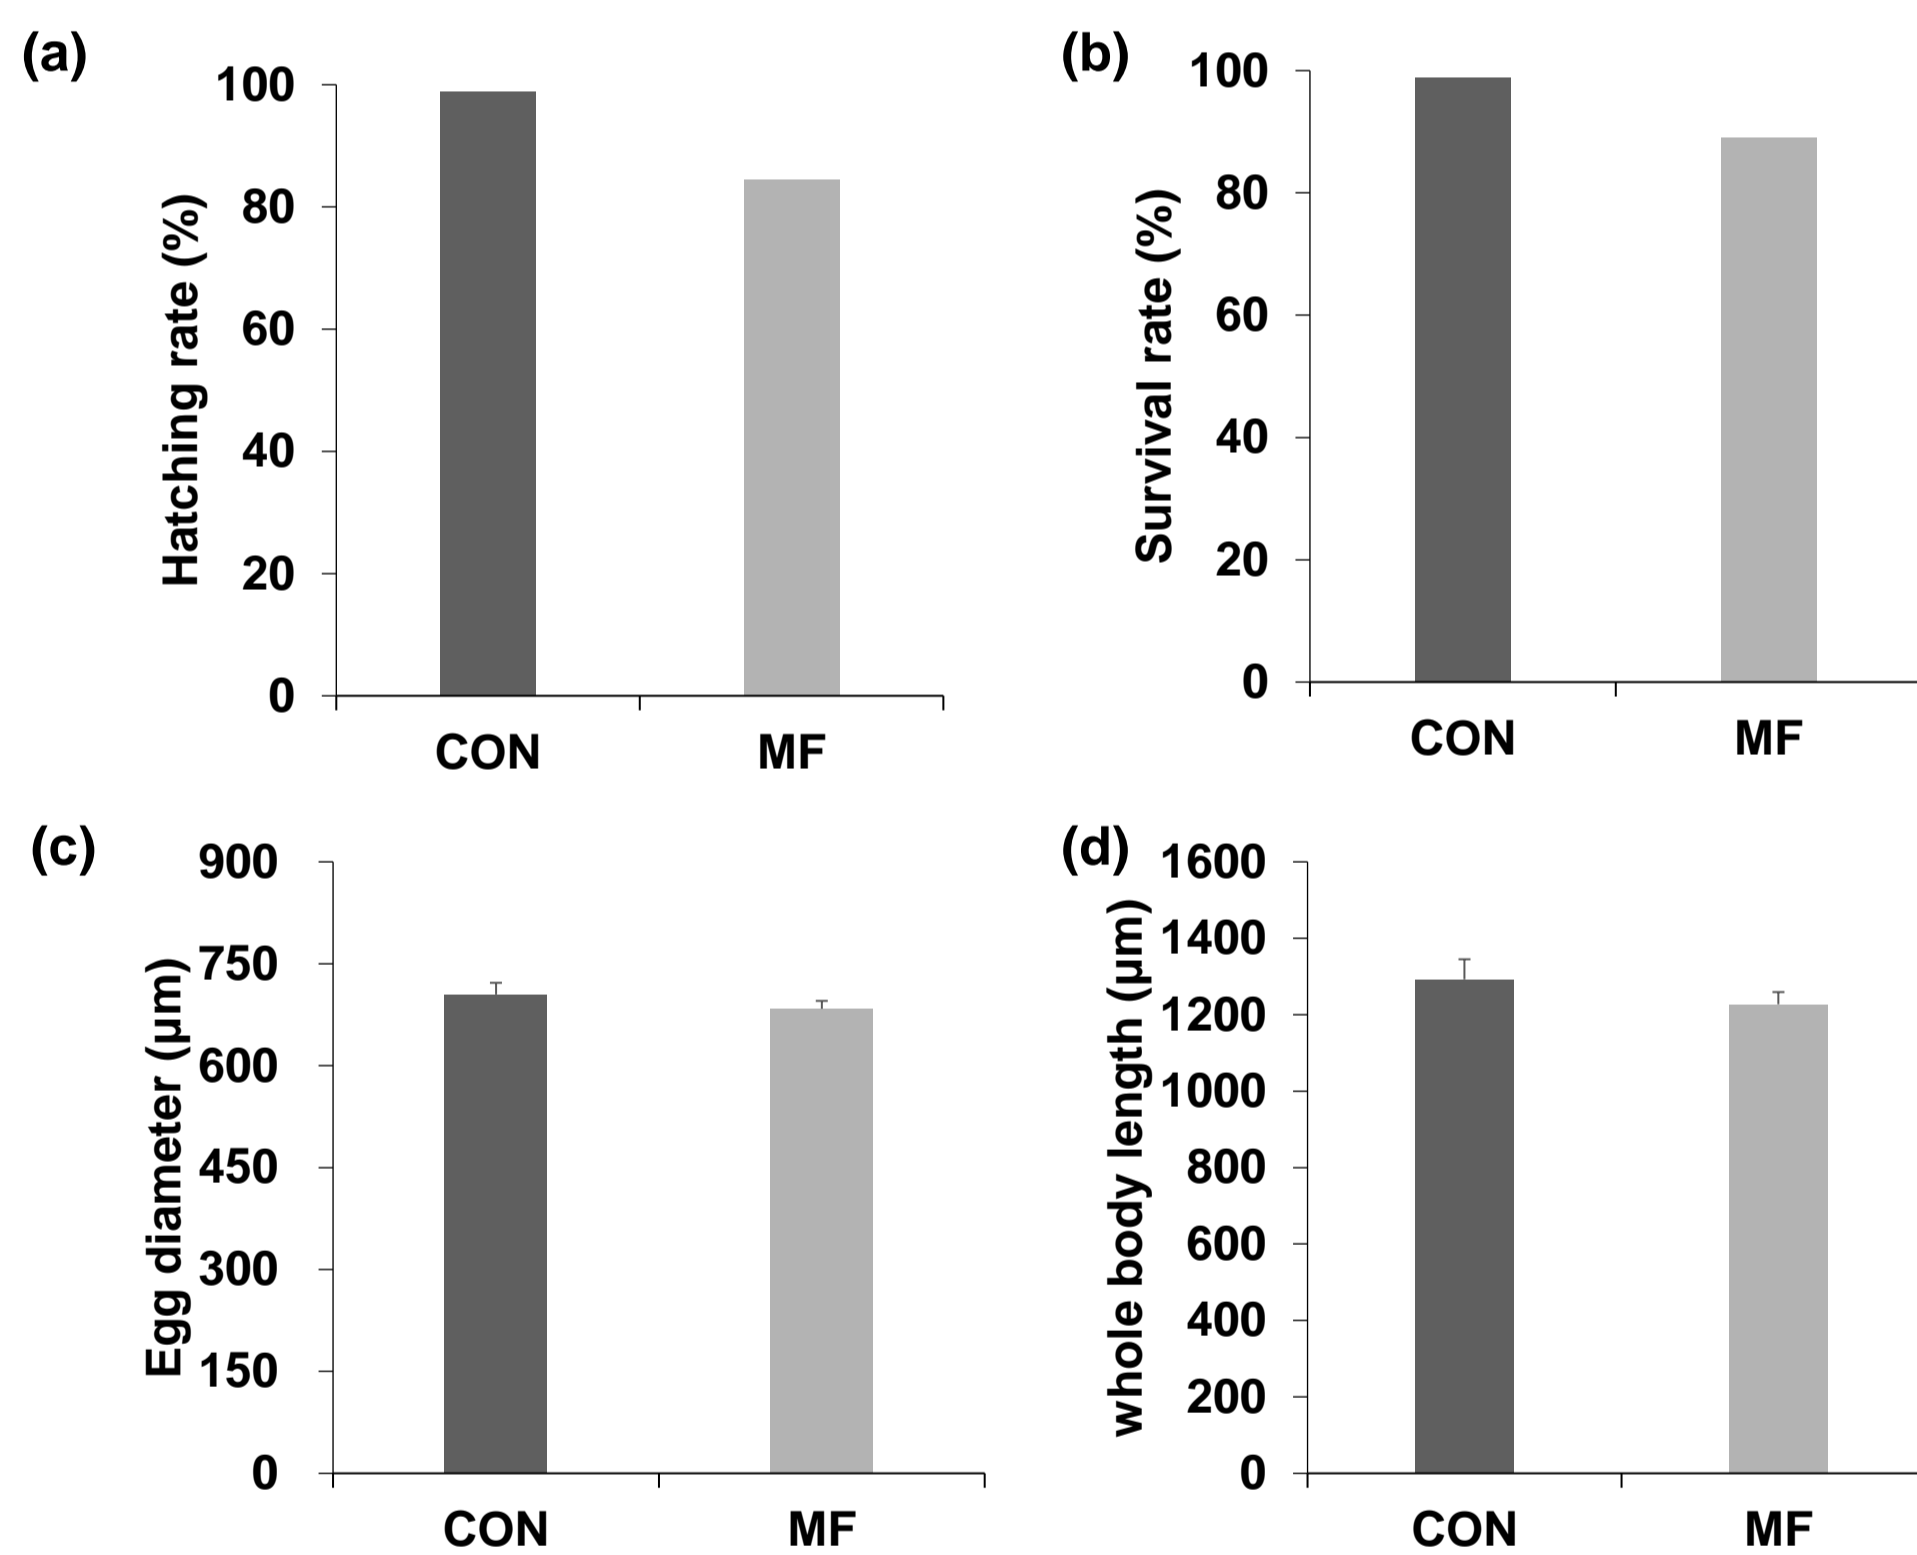 (a)
Hatching rate (%)
100
80
60
40
20
0
CON MF
(b)
Survival rate (%)
100
80
60
40
20
0
CON MF
(c)
Egg diameter (μm)
900
750
600
450
300
150
0
CON MF
(d)
whole body length (μm)
1600
1400
1200
1000
800
600
400
200
0
CON MF